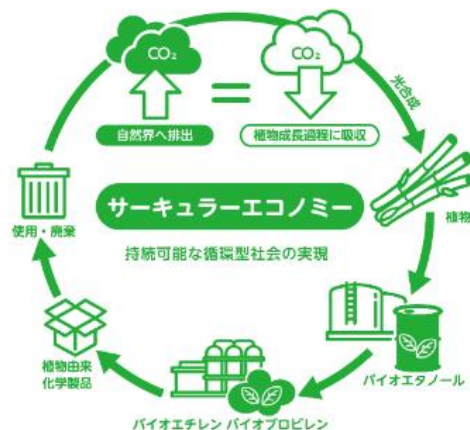 CO₂
CO₂
光合成
自然界へ排出
植物成長過程に吸収
サーキュラーエコノミー
持続可能な循環型社会の実現
使用・廃棄
植物
植物由来
化学製品
バイオエタノール
バイオエチレン バイオプロピレン